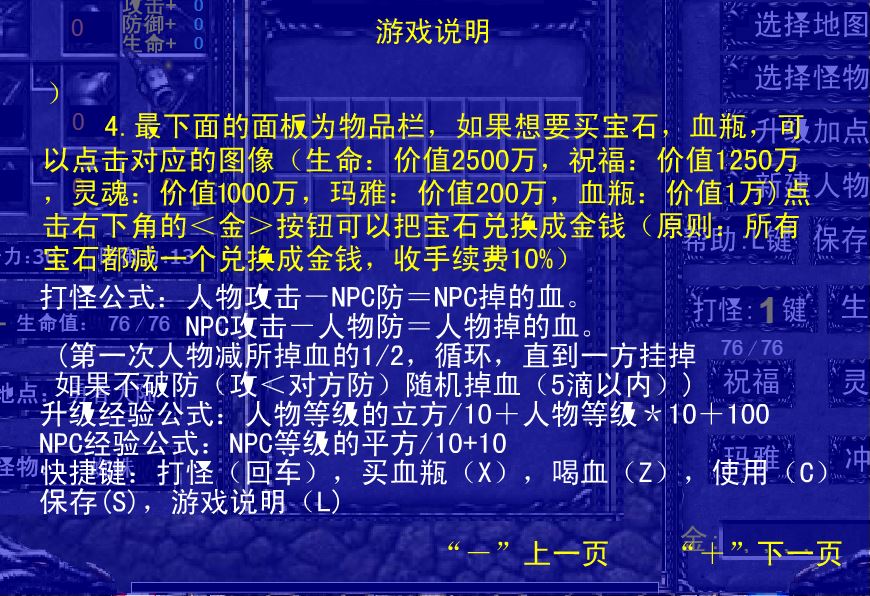 攻击+ 0
0 防御+ 0
生命+ 0
游戏说明
选择地图
）
选择怪物
0
4.最下面的面板为物品栏，如果想要买宝石，血瓶，可
升级加点
以点击对应的图像（生命：价值2500万，祝福：价值1250万
，灵魂：价值1000万，玛雅：价值200万，血瓶：价值1万)点
新建人物
击右下角的＜金＞按钮可以把宝石兑换成金钱（原则：所有
帮助:L键 保存
宝石都减一个兑换成金钱，收手续费10%）
打怪公式：人物攻击－NPC防＝NPC掉的血。
打怪:1键 生
NPC攻击－人物防＝人物掉的血。
生命值: 76/76
（第一次人物减所掉血的1/2，循环，直到一方挂掉
76/76
如果不破防（攻＜对方防）随机掉血（5滴以内））
祝福 灵
升级经验公式：人物等级的立方/10＋人物等级＊10＋100
NPC经验公式：NPC等级的平方/10+10
玛雅 冲
快捷键：打怪（回车），买血瓶（X），喝血（Z），使用（C）
保存(S)，游戏说明（L)
金:
“－”上一页 “＋”下一页